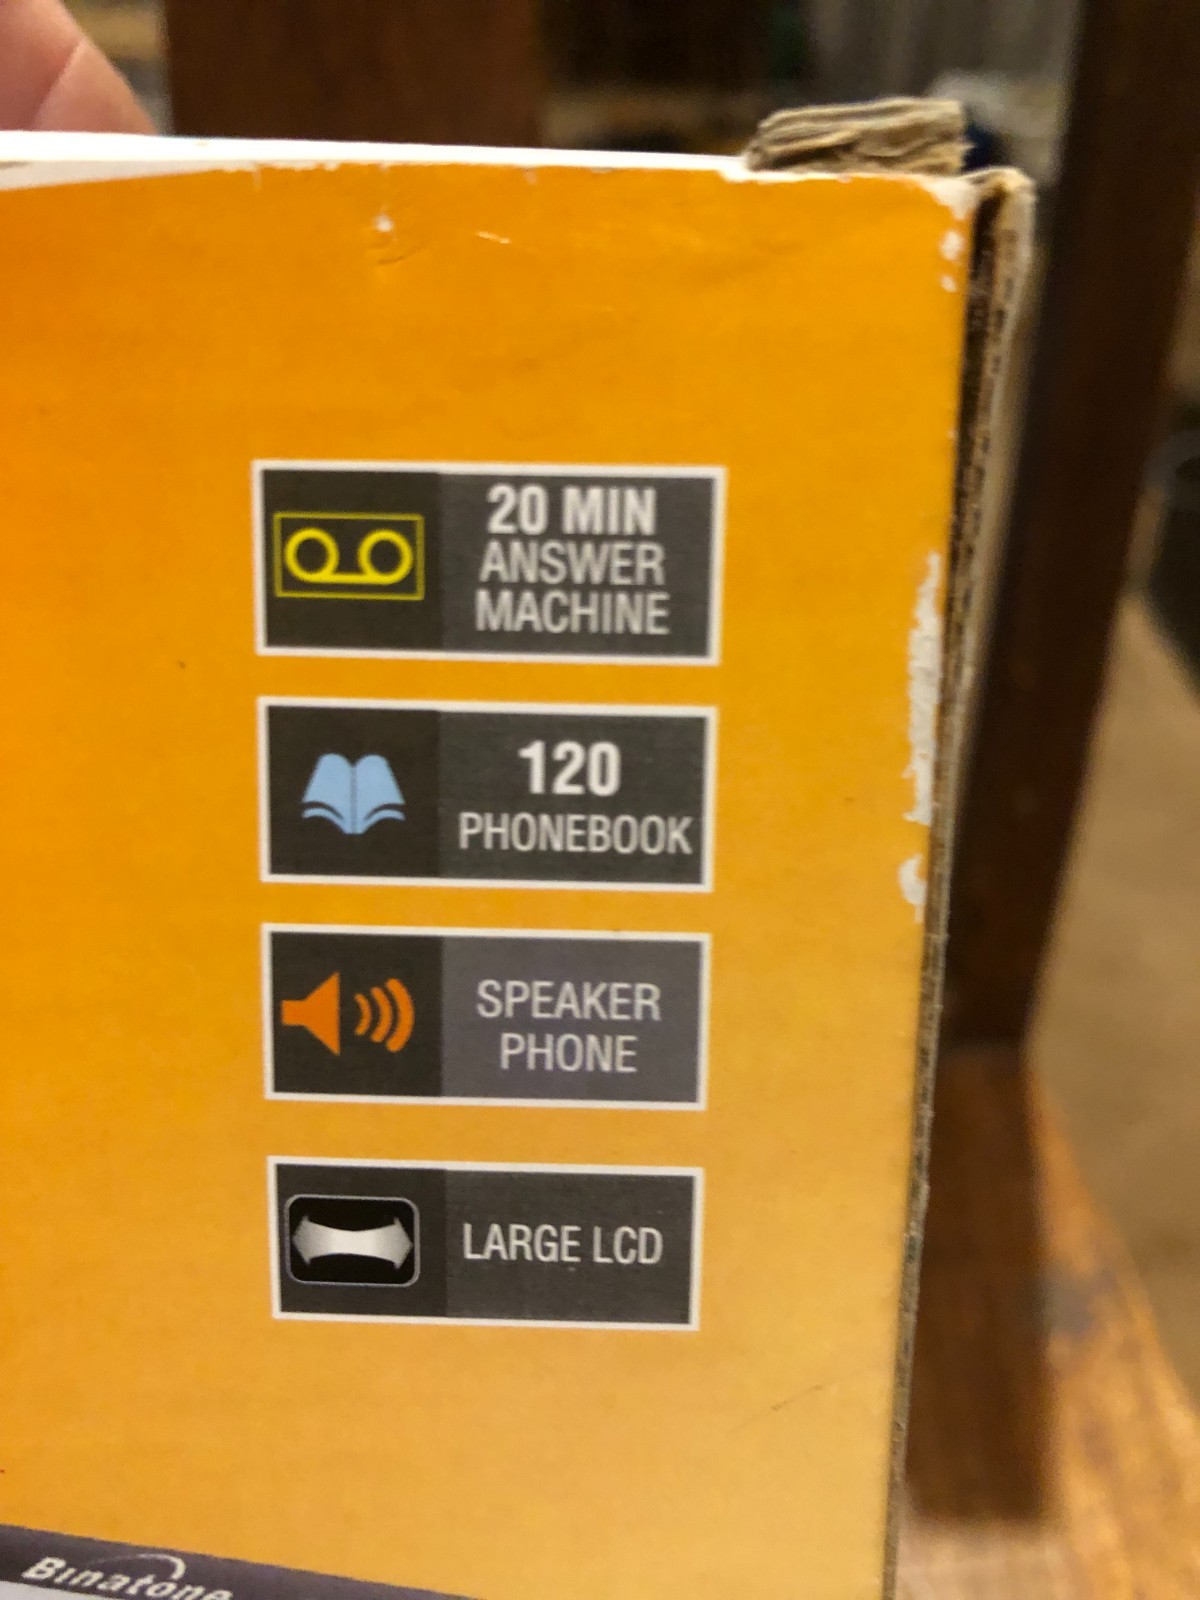 20 MIN
ANSWER
MACHINE
120
PHONEBOOK
SPEAKER
PHONE
LARGE LCD
Binatone